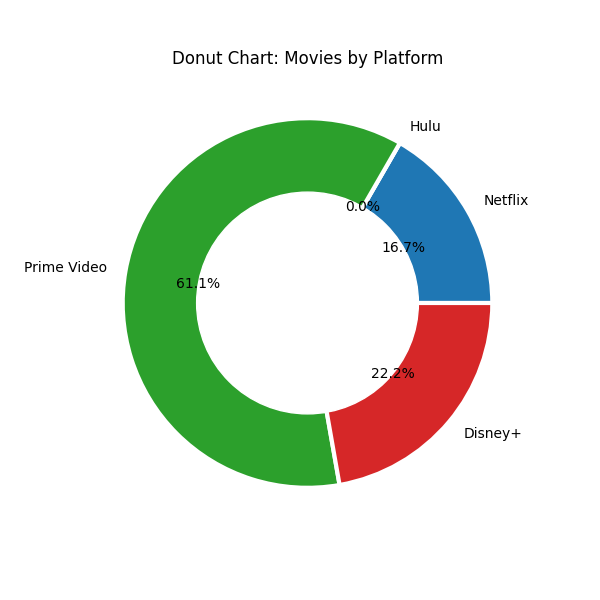 Donut Chart: Movies by Platform
Hulu
Netflix
0.0%
16.7%
Prime Video
61.1%
22.2%
Disney+